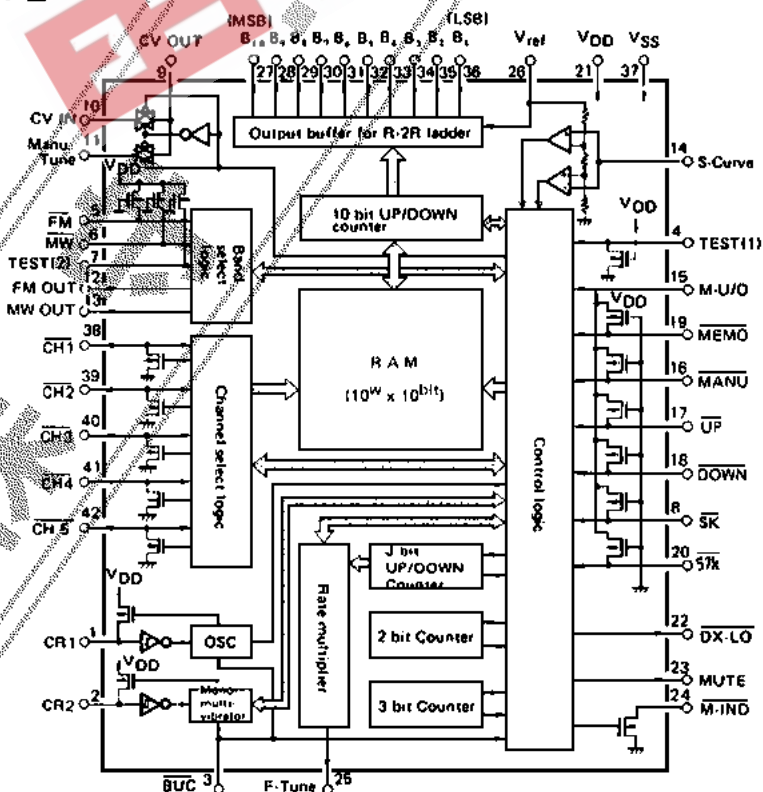 (MSB) (LSB)
CV OUT B₁₀ B₉ B₈ B₇ B₆ B₅ B₄ B₃ B₂ B₁ Vref VDD VSS
9 27 28 29 30 31 32 33 34 35 36 26 21 37
CV IN 10
Manu. Tune 11
Output buffer for R-2R ladder
14 S-Curve
VDD
10 bit UP/DOWN counter
VDD
FM 5
MW 6
TEST(2) 7
FM OUT 12
MW OUT 13
Band select logic
4 TEST(1)
15 M-U/D
VDD
19 MEMO
16 MANU
17 UP
18 DOWN
8 SK
20
RAM
(10ᵂ x 10ᵇⁱᵗ)
Control logic
38 CH1
39 CH2
40 CH3
41 CH4
42 CH5
Channel select logic
bit UP/DOWN Counter
Rate multiplier
VDD
CR1 1
OSC
2 bit Counter
22 DX-LO
VDD
CR2 2
Mono multi-vibrator
3 bit Counter
23 MUTE
24 M-IND
3
F-Tune 25